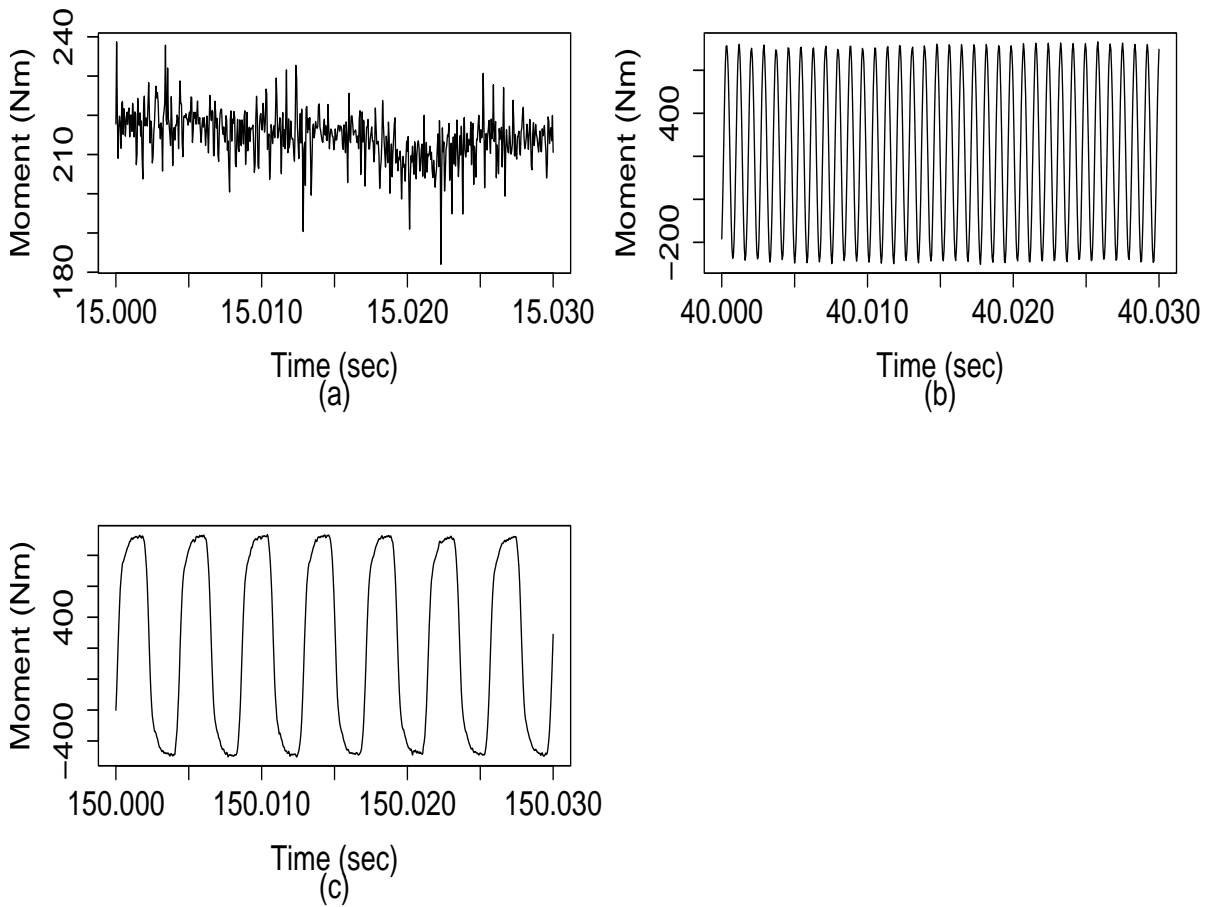 Moment (Nm)
240
210
180
15.000 15.010 15.020 15.030
Time (sec)
(a)
Moment (Nm)
400
−200
40.000 40.010 40.020 40.030
Time (sec)
(b)
Moment (Nm)
400
−400
150.000 150.010 150.020 150.030
Time (sec)
(c)